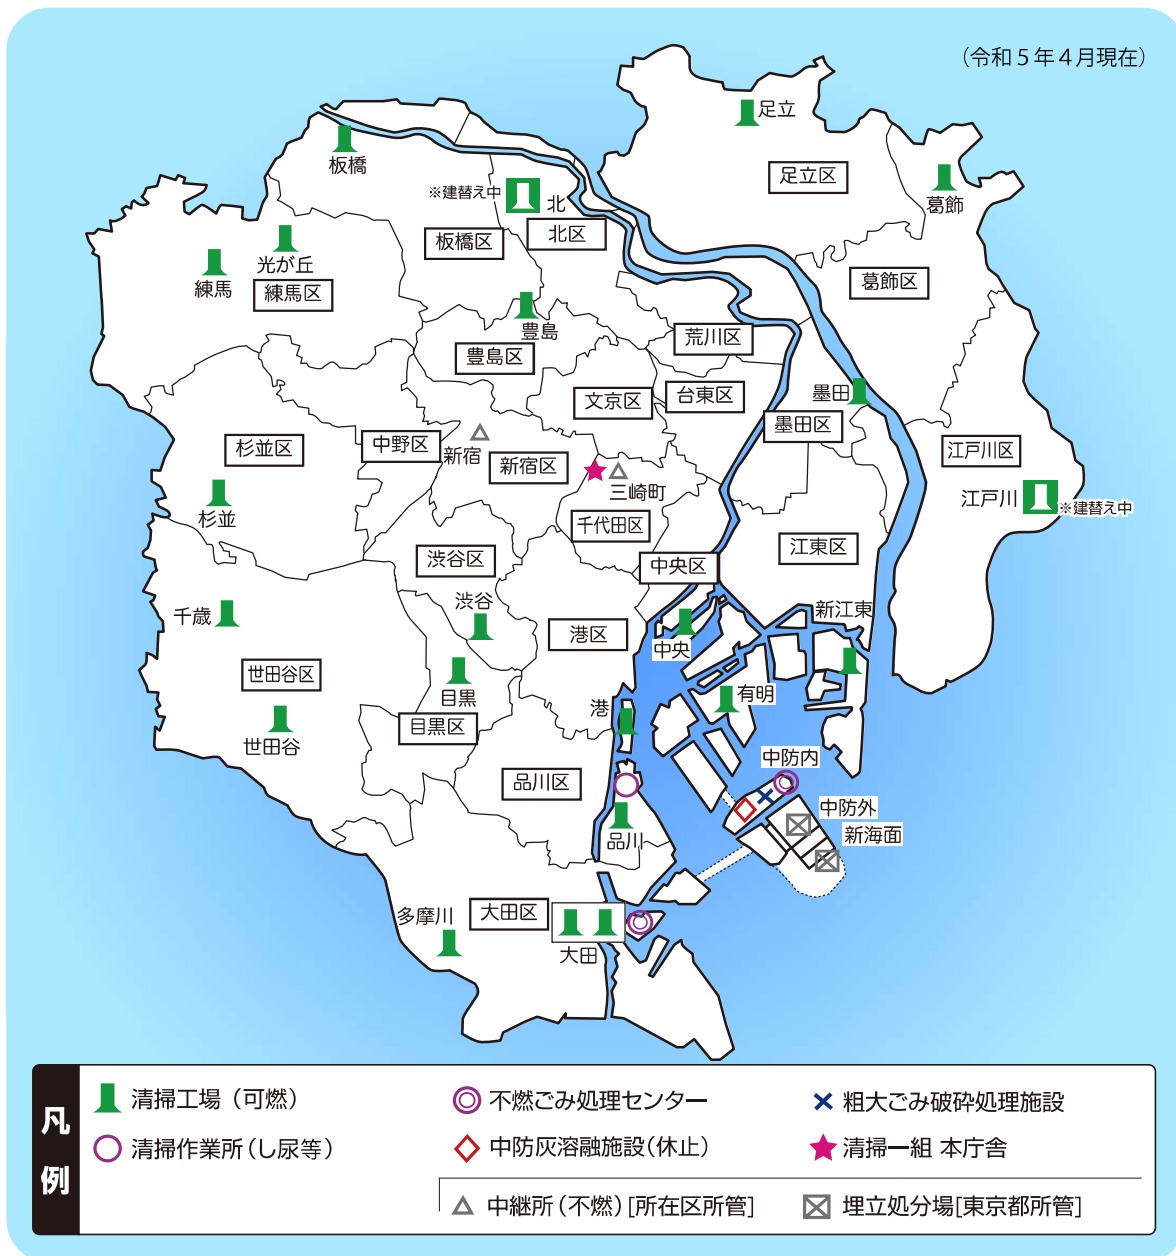 (令和5年4月現在)
足立
足立区
葛飾
葛飾区
板橋
※建替え中
北
北区
板橋区
光が丘
練馬
練馬区
豊島
豊島区
荒川区
文京区
台東区
墨田
墨田区
杉並区
中野区
新宿
新宿区
三崎町
千代田区
江戸川区
江戸川
※建替え中
杉並
渋谷区
中央区
江東区
千歳
渋谷
港区
中央
新江東
世田谷区
目黒
目黒区
世田谷
港
有明
品川区
中防内
中防外
新海面
品川
多摩川
大田区
大田
凡例
清掃工場(可燃)
不燃ごみ処理センター
粗大ごみ破砕処理施設
清掃作業所(し尿等)
中防灰溶融施設(休止)
清掃一組 本庁舎
中継所(不燃)[所在区所管]
埋立処分場[東京都所管]